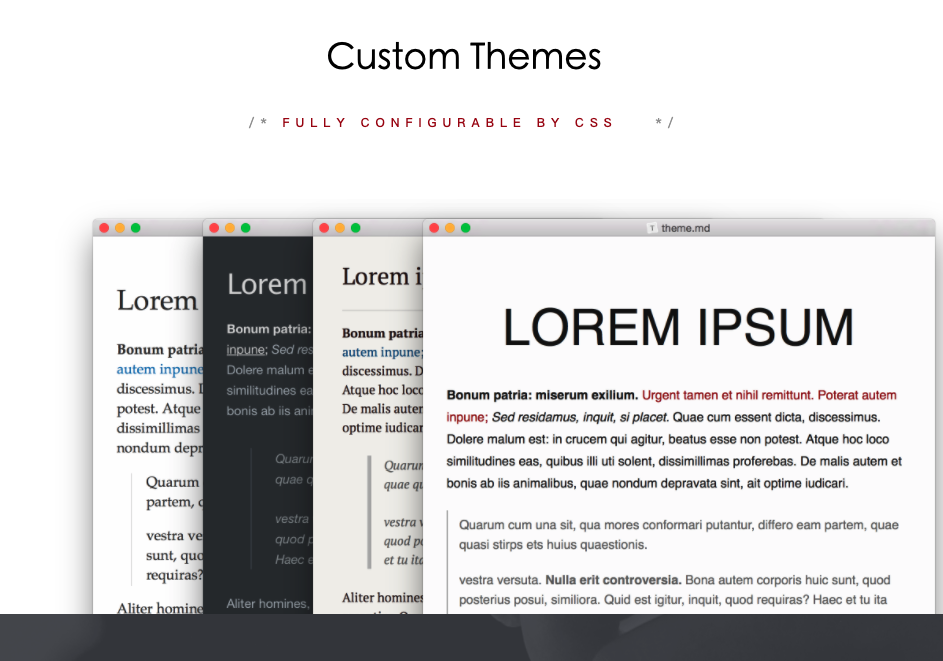 Custom Themes
/* FULLY CONFIGURABLE BY CSS */
Lorem
Bonum patria
autem inpune
discessimus.
potest. Atque
dissimillimas
nondum depr
Quarum
partem,
vestra ve
sunt, quo
requiras?
Aliter homine
Lorem
Bonum patria:
inpune; Sed res
Dolere malum e
similitudines ea
bonis ab iis ani
Quarum
quae q
vestra
quod p
Haec e
Aliter homines,
Lorem i
Bonum patria
autem inpune;
discessimus. D
Atque hoc loco
De malis auter
optime iudicar
Quarum
quae qu
vestra v
quod po
et tu ita
Aliter homines
T theme.md
LOREM IPSUM
Bonum patria: miserum exilium. Urgent tamen et nihil remittunt. Poterat autem
inpune; Sed residamus, inquit, si placet. Quae cum essent dicta, discessimus.
Dolere malum est: in crucem qui agitur, beatus esse non potest. Atque hoc loco
similitudines eas, quibus illi uti solent, dissimillimas proferebas. De malis autem et
bonis ab iis animalibus, quae nondum depravata sint, ait optime iudicari.
Quarum cum una sit, qua mores conformari putantur, differo eam partem, quae
quasi stirps ets huius quaestionis.
vestra versuta. Nulla erit controversia. Bona autem corporis huic sunt, quod
posterius posui, similiora. Quid est igitur, inquit, quod requiras? Haec et tu ita